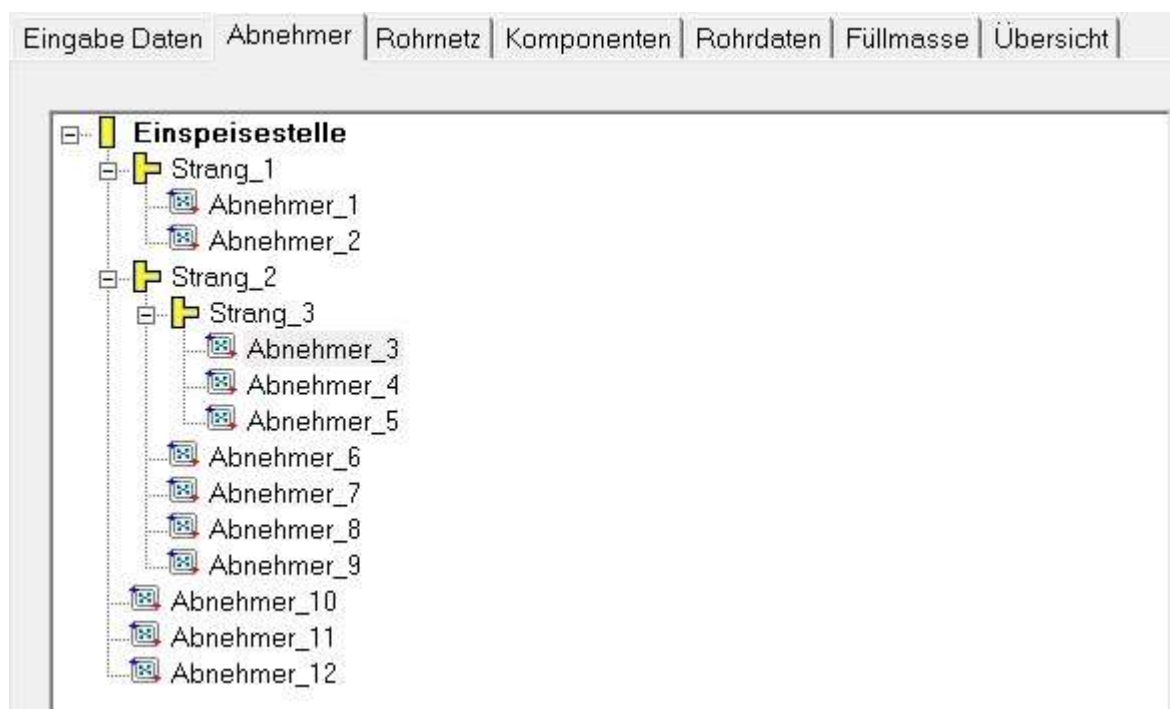 Eingabe Daten Abnehmer Rohrnetz Komponenten Rohrdaten Füllmasse Übersicht
Einspeisestelle
Strang_1
Abnehmer_1
Abnehmer_2
Strang_2
Strang_3
Abnehmer_3
Abnehmer_4
Abnehmer_5
Abnehmer_6
Abnehmer_7
Abnehmer_8
Abnehmer_9
Abnehmer_10
Abnehmer_11
Abnehmer_12